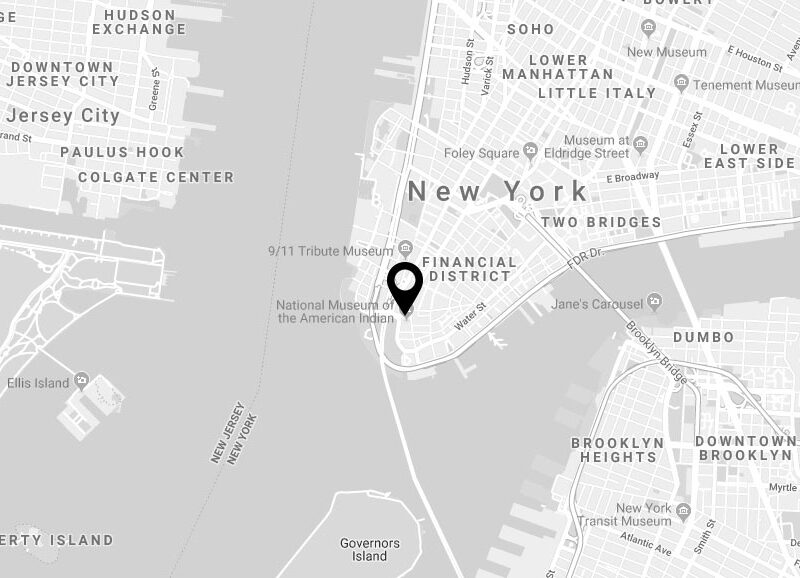 BOWERY
HUDSON
EXCHANGE
SOHO
New Museum
E Houston St
Hudson St
Varick St
LOWER
MANHATTAN
DOWNTOWN
JERSEY CITY
Greene St
LITTLE ITALY
Tenement Museum
Jersey City
Essex St
Museum at
Eldridge Street
Foley Square
PAULUS HOOK
LOWER
EAST SIDE
COLGATE CENTER
E Broadway
New York
TWO BRIDGES
9/11 Tribute Museum
FINANCIAL
DISTRICT
FDR Dr.
National Museum of
the American Indian
Water St
Jane's Carousel
Brooklyn Bridge
DUMBO
Ellis Island
NEW JERSEY
NEW YORK
BROOKLYN
HEIGHTS
DOWNTOWN
BROOKLYN
Myrtle
New York
Transit Museum
Smith St
Atlantic Ave
ERTY ISLAND
Governors
Island